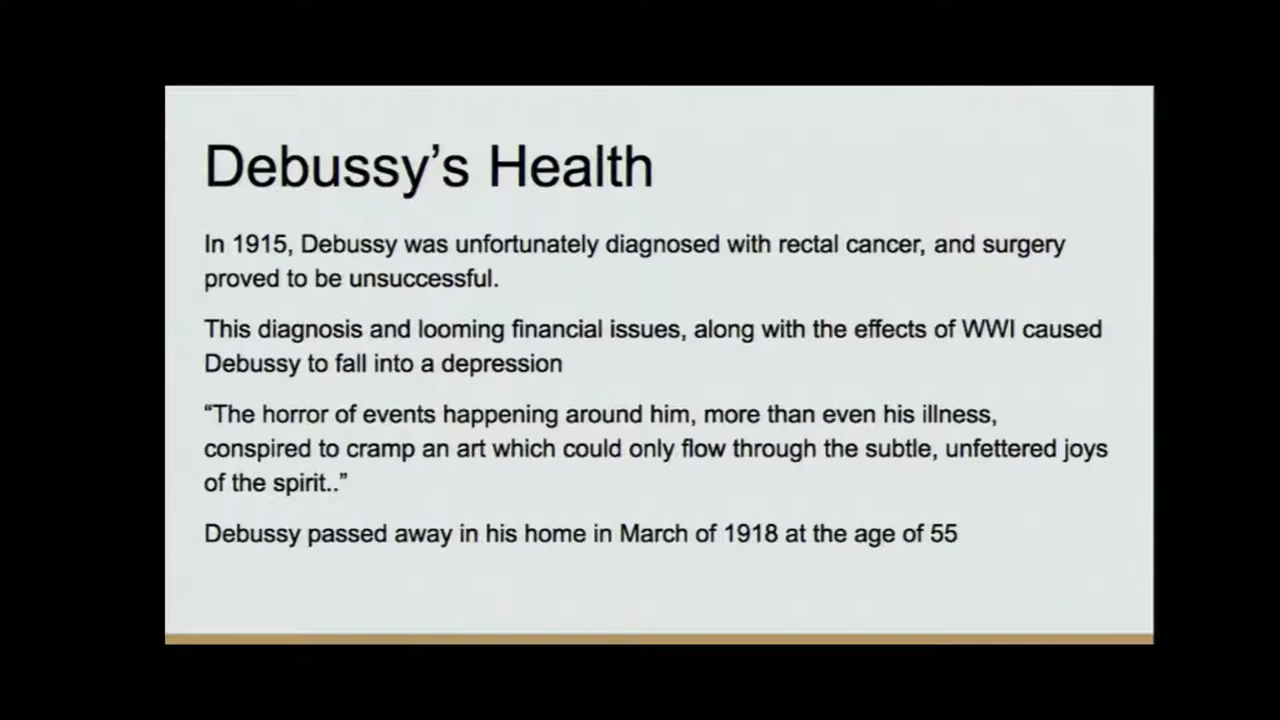 Debussy’s Health
In 1915, Debussy was unfortunately diagnosed with rectal cancer, and surgery
proved to be unsuccessful.
This diagnosis and looming financial issues, along with the effects of WWI caused
Debussy to fall into a depression
“The horror of events happening around him, more than even his illness,
conspired to cramp an art which could only flow through the subtle, unfettered joys
of the spirit..”
Debussy passed away in his home in March of 1918 at the age of 55